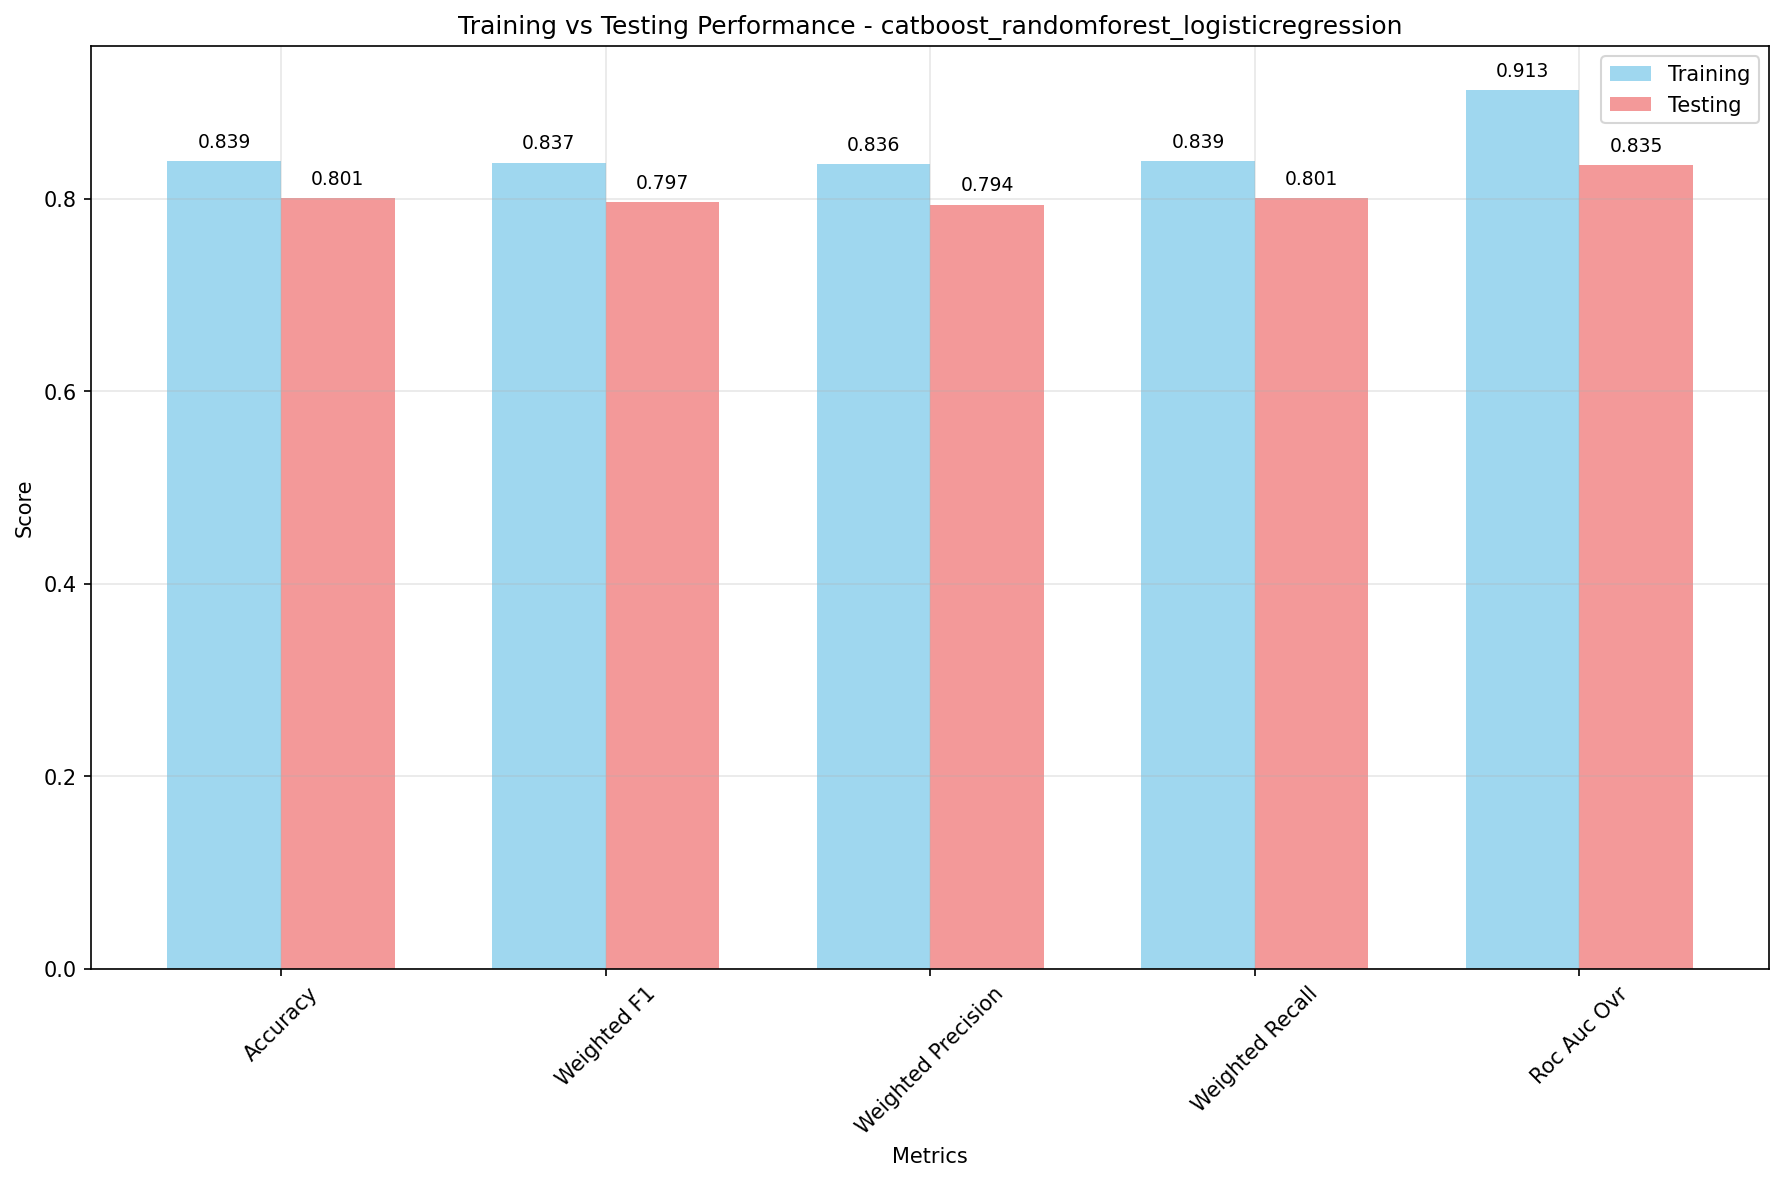 Training vs Testing Performance - catboost_randomforest_logisticregression
Training
Testing
0.839
0.801
0.837
0.797
0.836
0.794
0.839
0.801
0.913
0.835
Score
0.8
0.6
0.4
0.2
0.0
Accuracy
Weighted F1
Weighted Precision
Weighted Recall
Roc Auc Ovr
Metrics